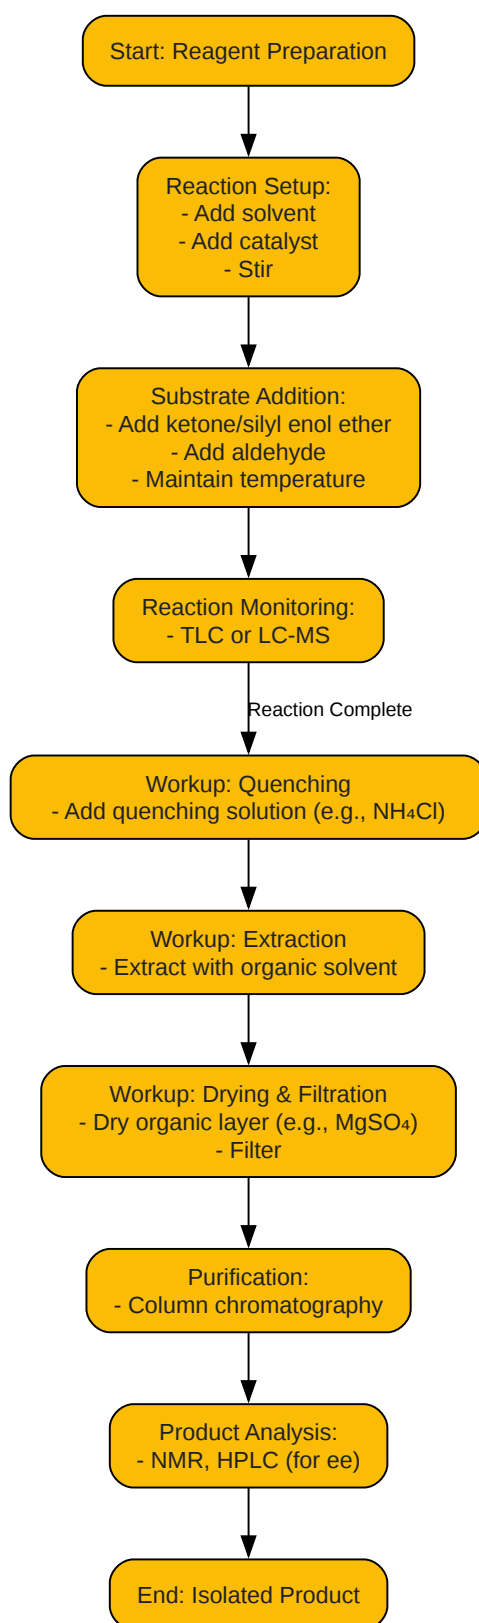 Start: Reagent Preparation
Reaction Setup:
- Add solvent
- Add catalyst
- Stir
Substrate Addition:
- Add ketone/silyl enol ether
- Add aldehyde
- Maintain temperature
Reaction Monitoring:
- TLC or LC-MS
Reaction Complete
Workup: Quenching
- Add quenching solution (e.g., NH₄Cl)
Workup: Extraction
- Extract with organic solvent
Workup: Drying & Filtration
- Dry organic layer (e.g., MgSO₄)
- Filter
Purification:
- Column chromatography
Product Analysis:
- NMR, HPLC (for ee)
End: Isolated Product